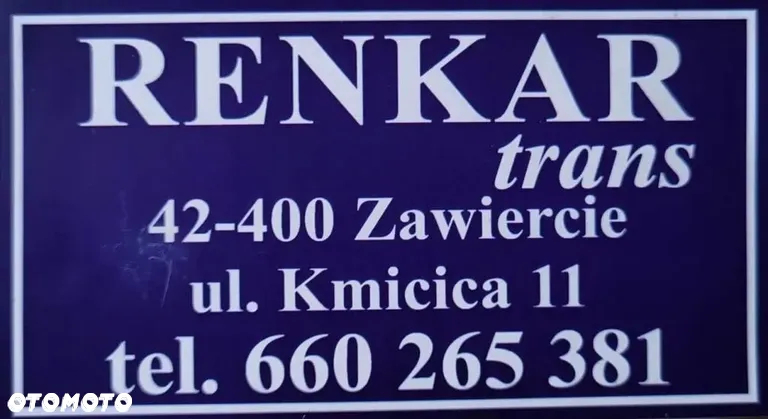 RENKAR
trans
42-400 Zawiercie
ul. Kmicica 11
tel. 660 265 381
OTOMOTO